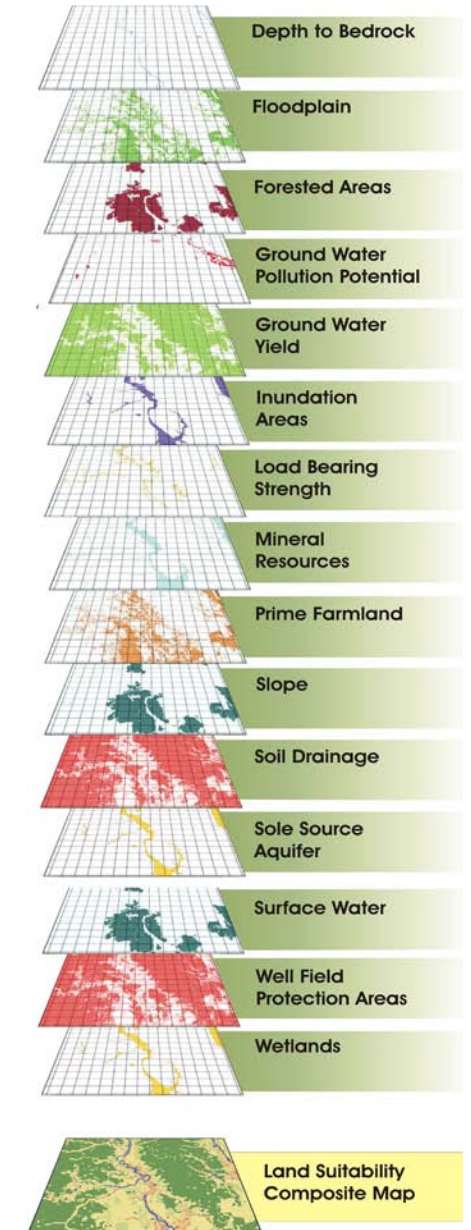 Depth to Bedrock
Floodplain
Forested Areas
Ground Water
Pollution Potential
Ground Water
Yield
Inundation
Areas
Load Bearing
Strength
Mineral
Resources
Prime Farmland
Slope
Soil Drainage
Sole Source
Aquifer
Surface Water
Well Field
Protection Areas
Wetlands
Land Suitability
Composite Map